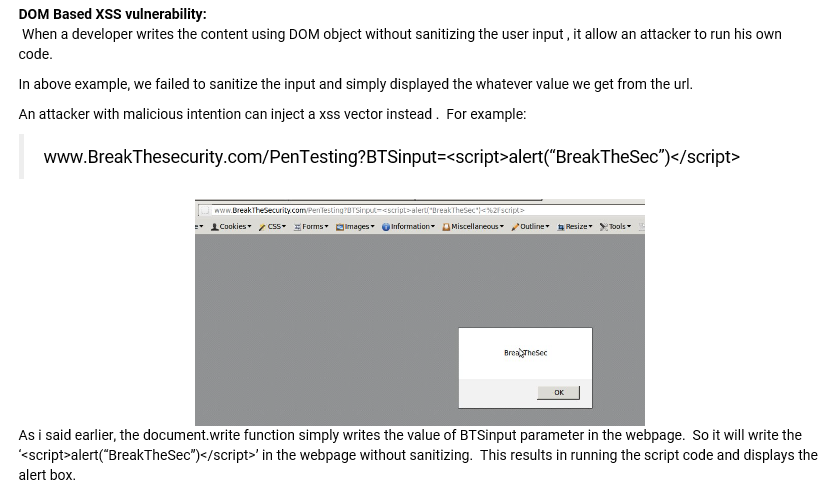 DOM Based XSS vulnerability:
When a developer writes the content using DOM object without sanitizing the user input , it allow an attacker to run his own
code.
In above example, we failed to sanitize the input and simply displayed the whatever value we get from the url.
An attacker with malicious intention can inject a xss vector instead .  For example:
www.BreakThesecurity.com/PenTesting?BTSinput=<script>alert(“BreakTheSec”)</script>
www.BreakTheSecurity.com/PenTesting?BTSinput=<script>alert("BreakTheSec")<%2Fscript>
Cookies CSS Forms Images Information Miscellaneous Outline Resize Tools
BreakTheSec
OK
As i said earlier, the document.write function simply writes the value of BTSinput parameter in the webpage.  So it will write the
‘<script>alert(“BreakTheSec”)</script>’ in the webpage without sanitizing.  This results in running the script code and displays the
alert box.